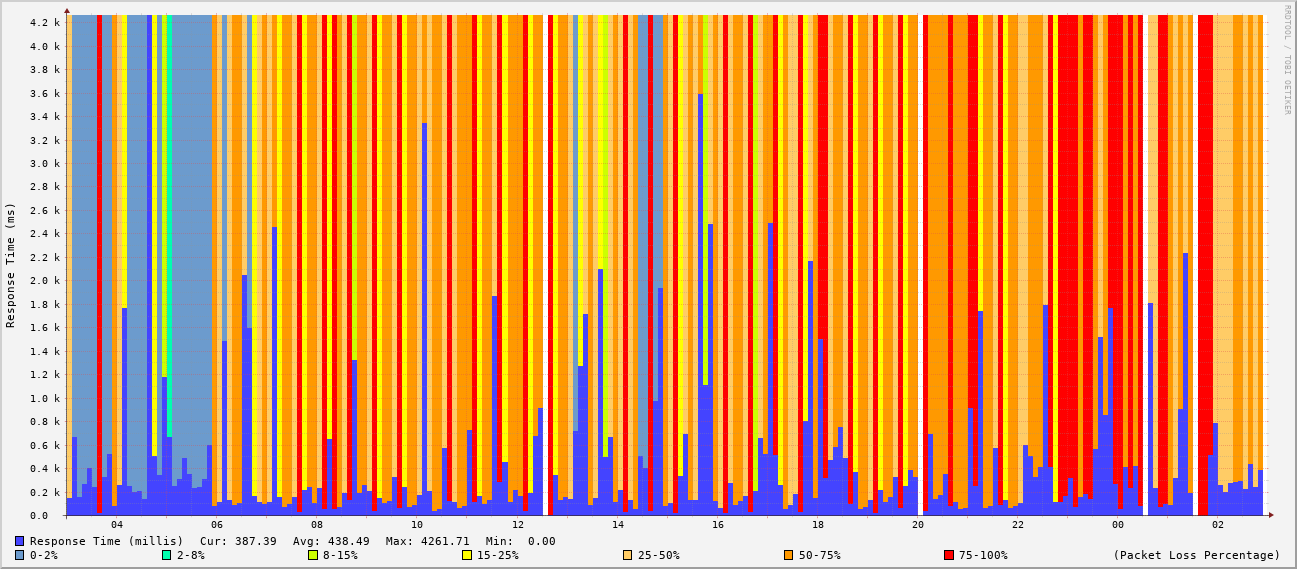 RRDTOOL / TOBI OETIKER
Response Time (ms)
4.2 k
4.0 k
3.8 k
3.6 k
3.4 k
3.2 k
3.0 k
2.8 k
2.6 k
2.4 k
2.2 k
2.0 k
1.8 k
1.6 k
1.4 k
1.2 k
1.0 k
0.8 k
0.6 k
0.4 k
0.2 k
0.0
04 06 08 10 12 14 16 18 20 22 00 02
Response Time (millis) Cur: 387.39 Avg: 438.49 Max: 4261.71 Min: 0.00
0-2% 2-8% 8-15% 15-25% 25-50% 50-75% 75-100% (Packet Loss Percentage)